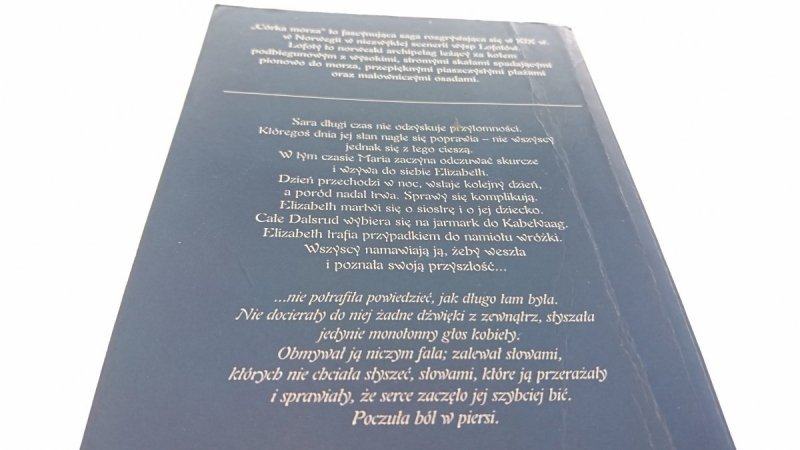 „Córka morza” to fascynująca saga rozgrywająca się w XIX w.
w Norwegii w niezwykłej scenerii wysp Lofotów.
Lofoty to norweski archipelag leżący za kołem
podbiegunowym z wysokimi, stromymi skałami spadającymi
pionowo do morza, przepięknymi piaszczystymi plażami
oraz malowniczymi osadami.
Sara długi czas nie odzyskuje przytomności.
Któregoś dnia jej stan nagle się poprawia – nie wszyscy
jednak się z tego cieszą.
W tym czasie Maria zaczyna odczuwać skurcze
i wzywa do siebie Elizabeth.
Dzień przechodzi w noc, wstaje kolejny dzień,
a poród nadal trwa. Sprawy się komplikują.
Elizabeth martwi się o siostrę i o jej dziecko.
Całe Dalsrud wybiera się na jarmark do Kabelvaag.
Elizabeth trafia przypadkiem do namiotu wróżki.
Wszyscy namawiają ją, żeby weszła
i poznała swoją przyszłość...
...nie potrafiła powiedzieć, jak długo tam była.
Nie docierały do niej żadne dźwięki z zewnątrz, słyszała
jedynie monotonny głos kobiety.
Obmywał ją niczym fala; zalewał słowami,
których nie chciała słyszeć, słowami, które ją przerażały
i sprawiały, że serce zaczęło jej szybciej bić.
Poczuła ból w piersi.